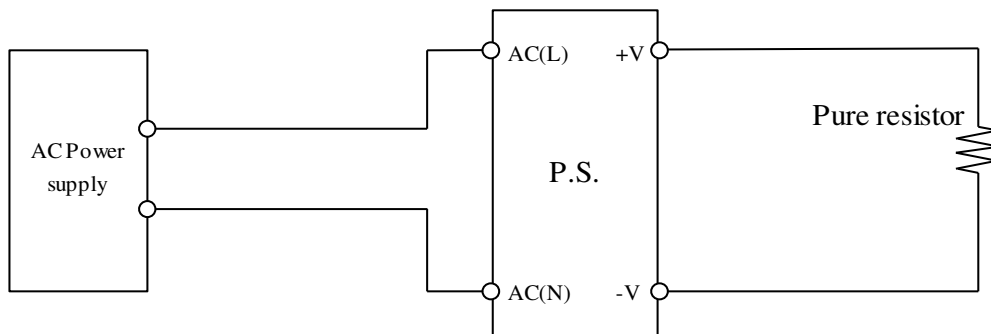 AC Power
supply
AC(L)
+V
P.S.
AC(N)
-V
Pure resistor